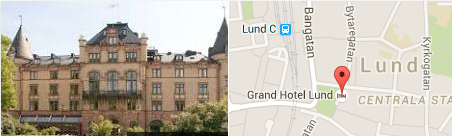 Lund C
Bangatan
Bytaregatan
Kyrkogatan
Lund
Grand Hotel Lund
CENTRALA STA